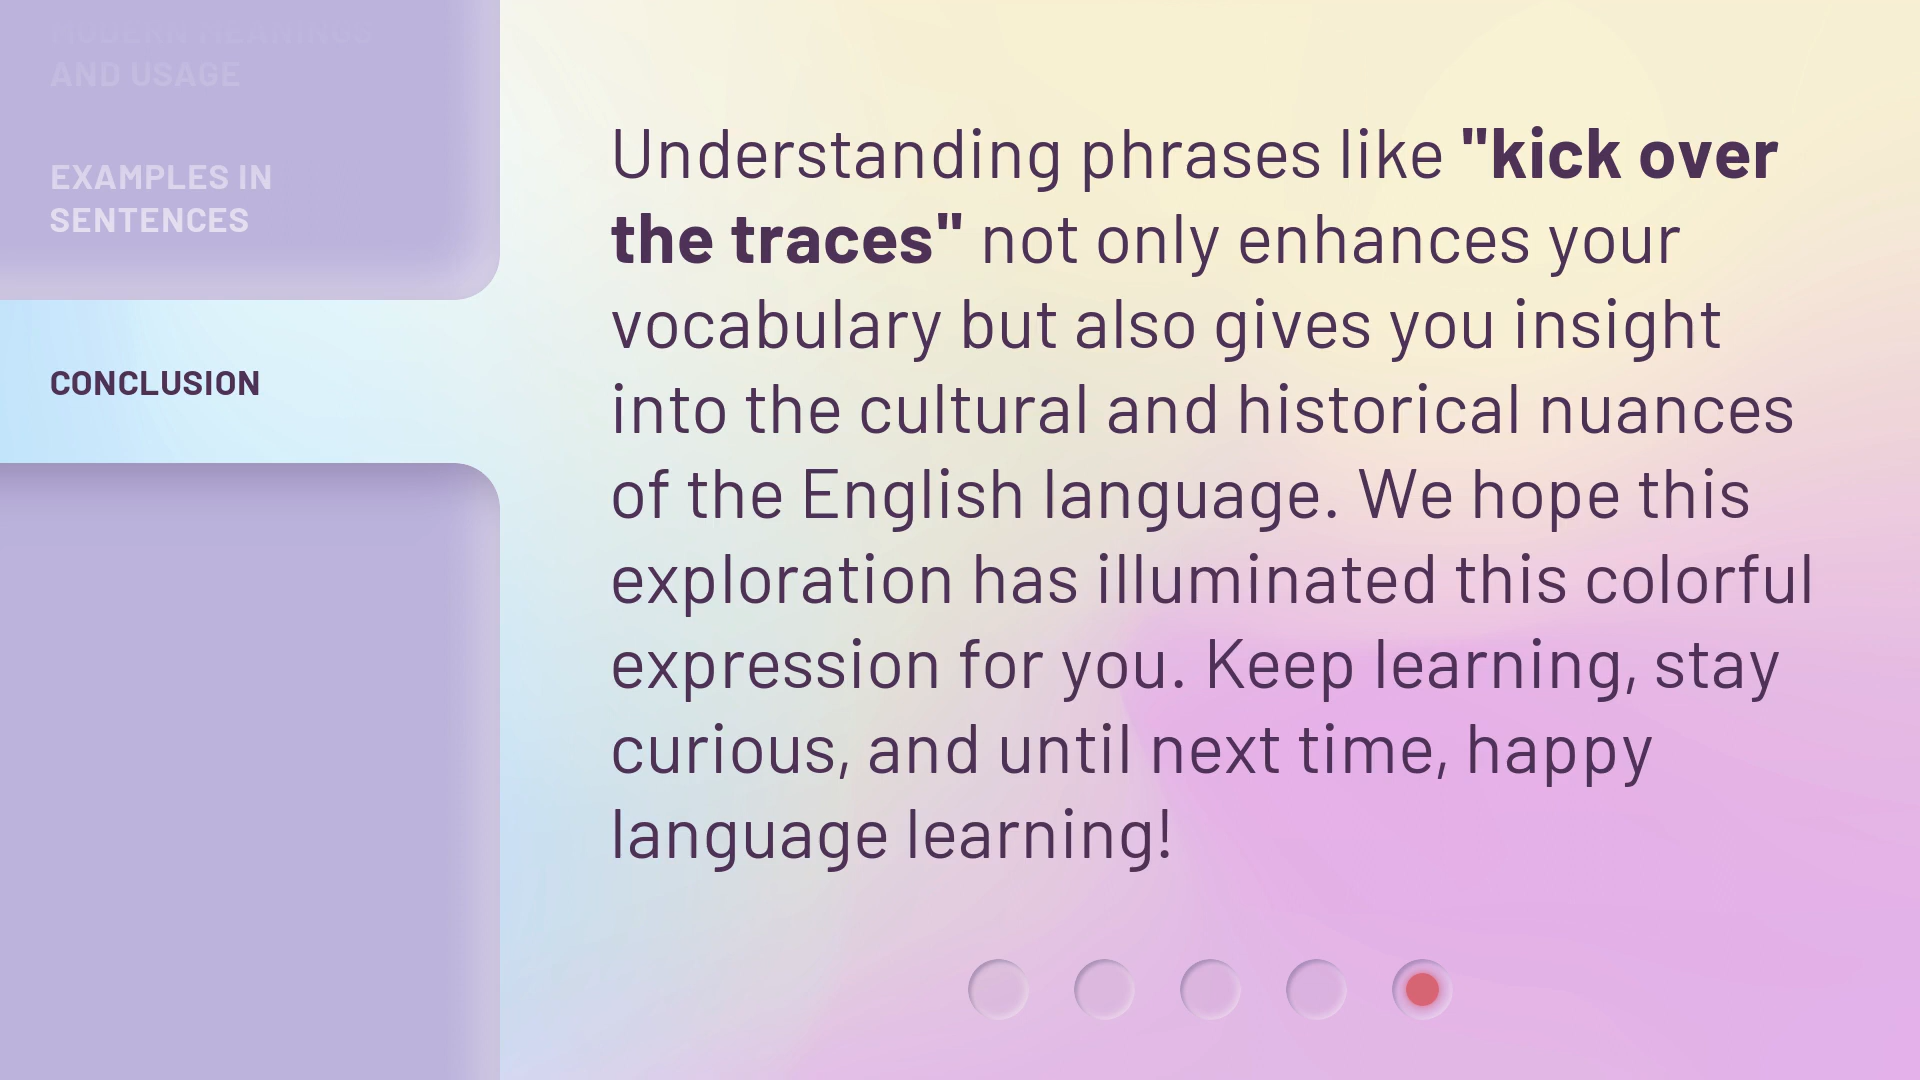 MODERN MEANINGS
AND USAGE
EXAMPLES IN
SENTENCES
CONCLUSION
Understanding phrases like "kick over
the traces" not only enhances your
vocabulary but also gives you insight
into the cultural and historical nuances
of the English language. We hope this
exploration has illuminated this colorful
expression for you. Keep learning, stay
curious, and until next time, happy
language learning!